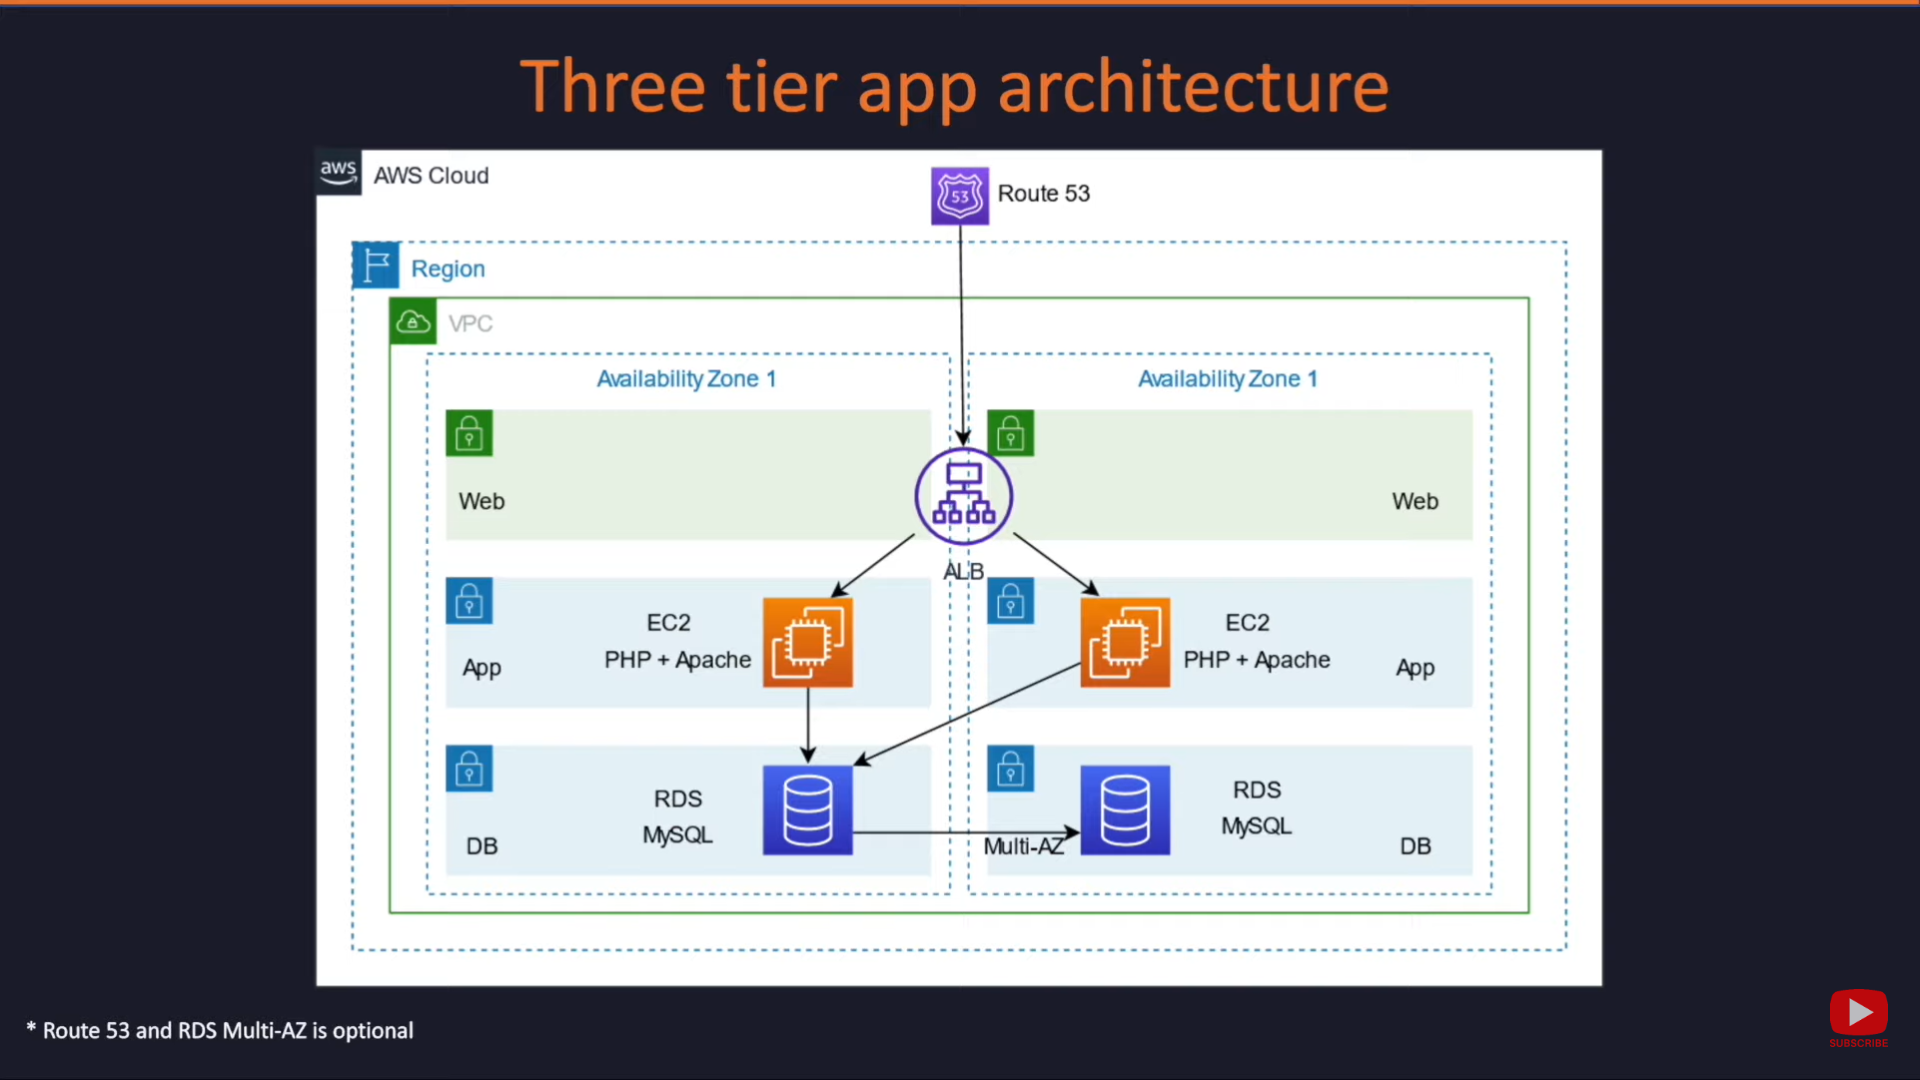 Three tier app architecture
aws
AWS Cloud
53
Route 53
Region
VPC
Availability Zone 1
Availability Zone 1
Web
Web
ALB
EC2
PHP + Apache
App
EC2
PHP + Apache
App
RDS
MySQL
DB
Multi-AZ
RDS
MySQL
DB
* Route 53 and RDS Multi-AZ is optional
SUBSCRIBE